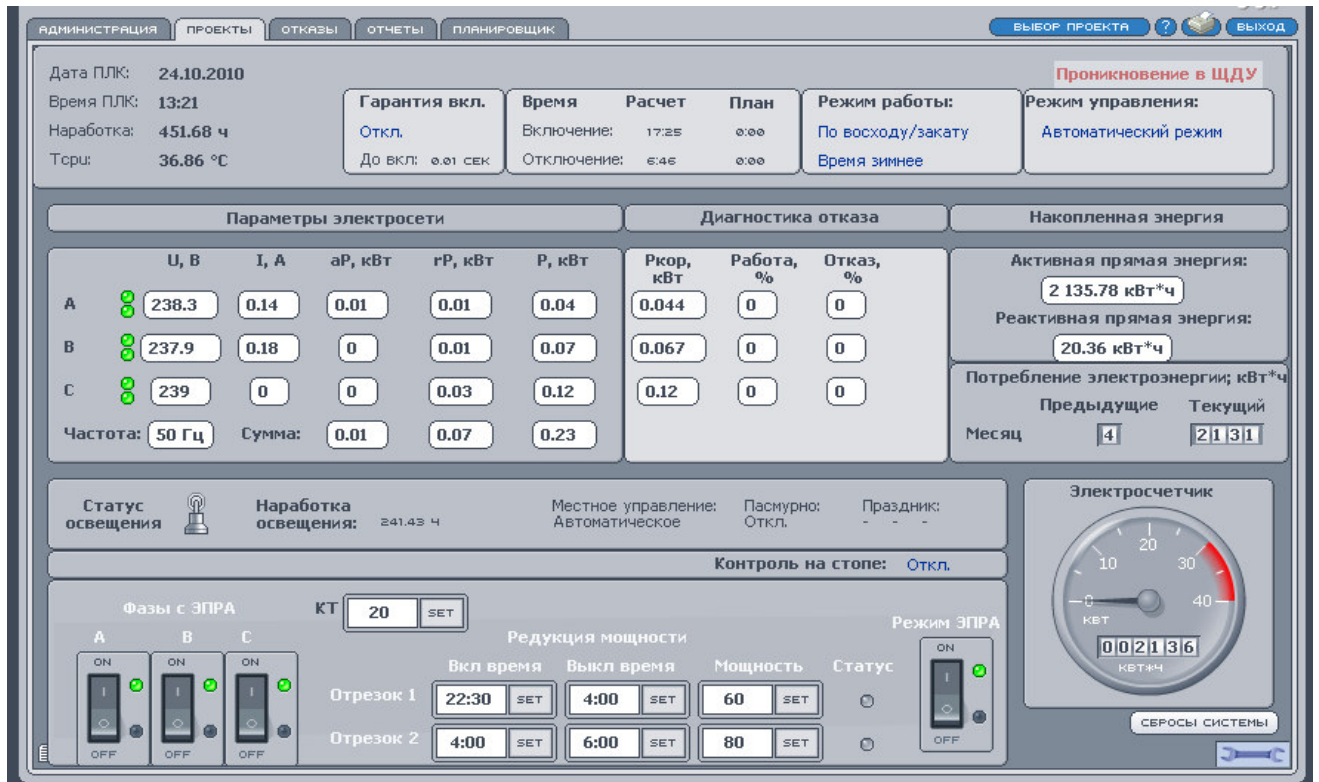 АДМИНИСТРАЦИЯ ПРОЕКТЫ ОТКАЗЫ ОТЧЕТЫ ПЛАНИРОВЩИК ВЫБОР ПРОЕКТА ? ВЫХОД
Дата ПЛК: 24.10.2010 Проникновение в ЩДУ
Время ПЛК: 13:21 Гарантия вкл. Время Расчет План Режим работы: Режим управления:
Наработка: 451.68 ч Откл. Включение: 17:25 0:00 По восходу/закату Автоматический режим
Тcpu: 36.86 °C До вкл: 0.01 СЕК Отключение: 6:46 0:00 Время зимнее
Параметры электросети Диагностика отказа Накопленная энергия
U, В I, А аР, кВт гР, кВт Р, кВт Ркор, кВт Работа, % Отказ, % Активная прямая энергия:
А 238.3 0.14 0.01 0.01 0.04 0.044 0 0 2 135.78 кВт*ч
Реактивная прямая энергия:
В 237.9 0.18 0 0.01 0.07 0.067 0 0 20.36 кВт*ч
Потребление электроэнергии; кВт*ч
С 239 0 0 0.03 0.12 0.12 0 0 Предыдущие Текущий
Частота: 50 Гц Сумма: 0.01 0.07 0.23 Месяц 4 2131
Статус освещения Наработка освещения: 241.43 Ч Местное управление: Автоматическое Пасмурно: Откл. Праздник: - - -
Электросчетчик
0 10 20 30 40
КВТ
002136
КВТ*Ч
Контроль на стопе: Откл.
Фазы с ЭПРА КТ 20 SET Режим ЭПРА
А В С Редукция мощности
ON ON ON Вкл время Выкл время Мощность Статус ON
Отрезок 1 22:30 SET 4:00 SET 60 SET
Отрезок 2 4:00 SET 6:00 SET 80 SET
OFF OFF OFF OFF
СБРОСЫ СИСТЕМЫ